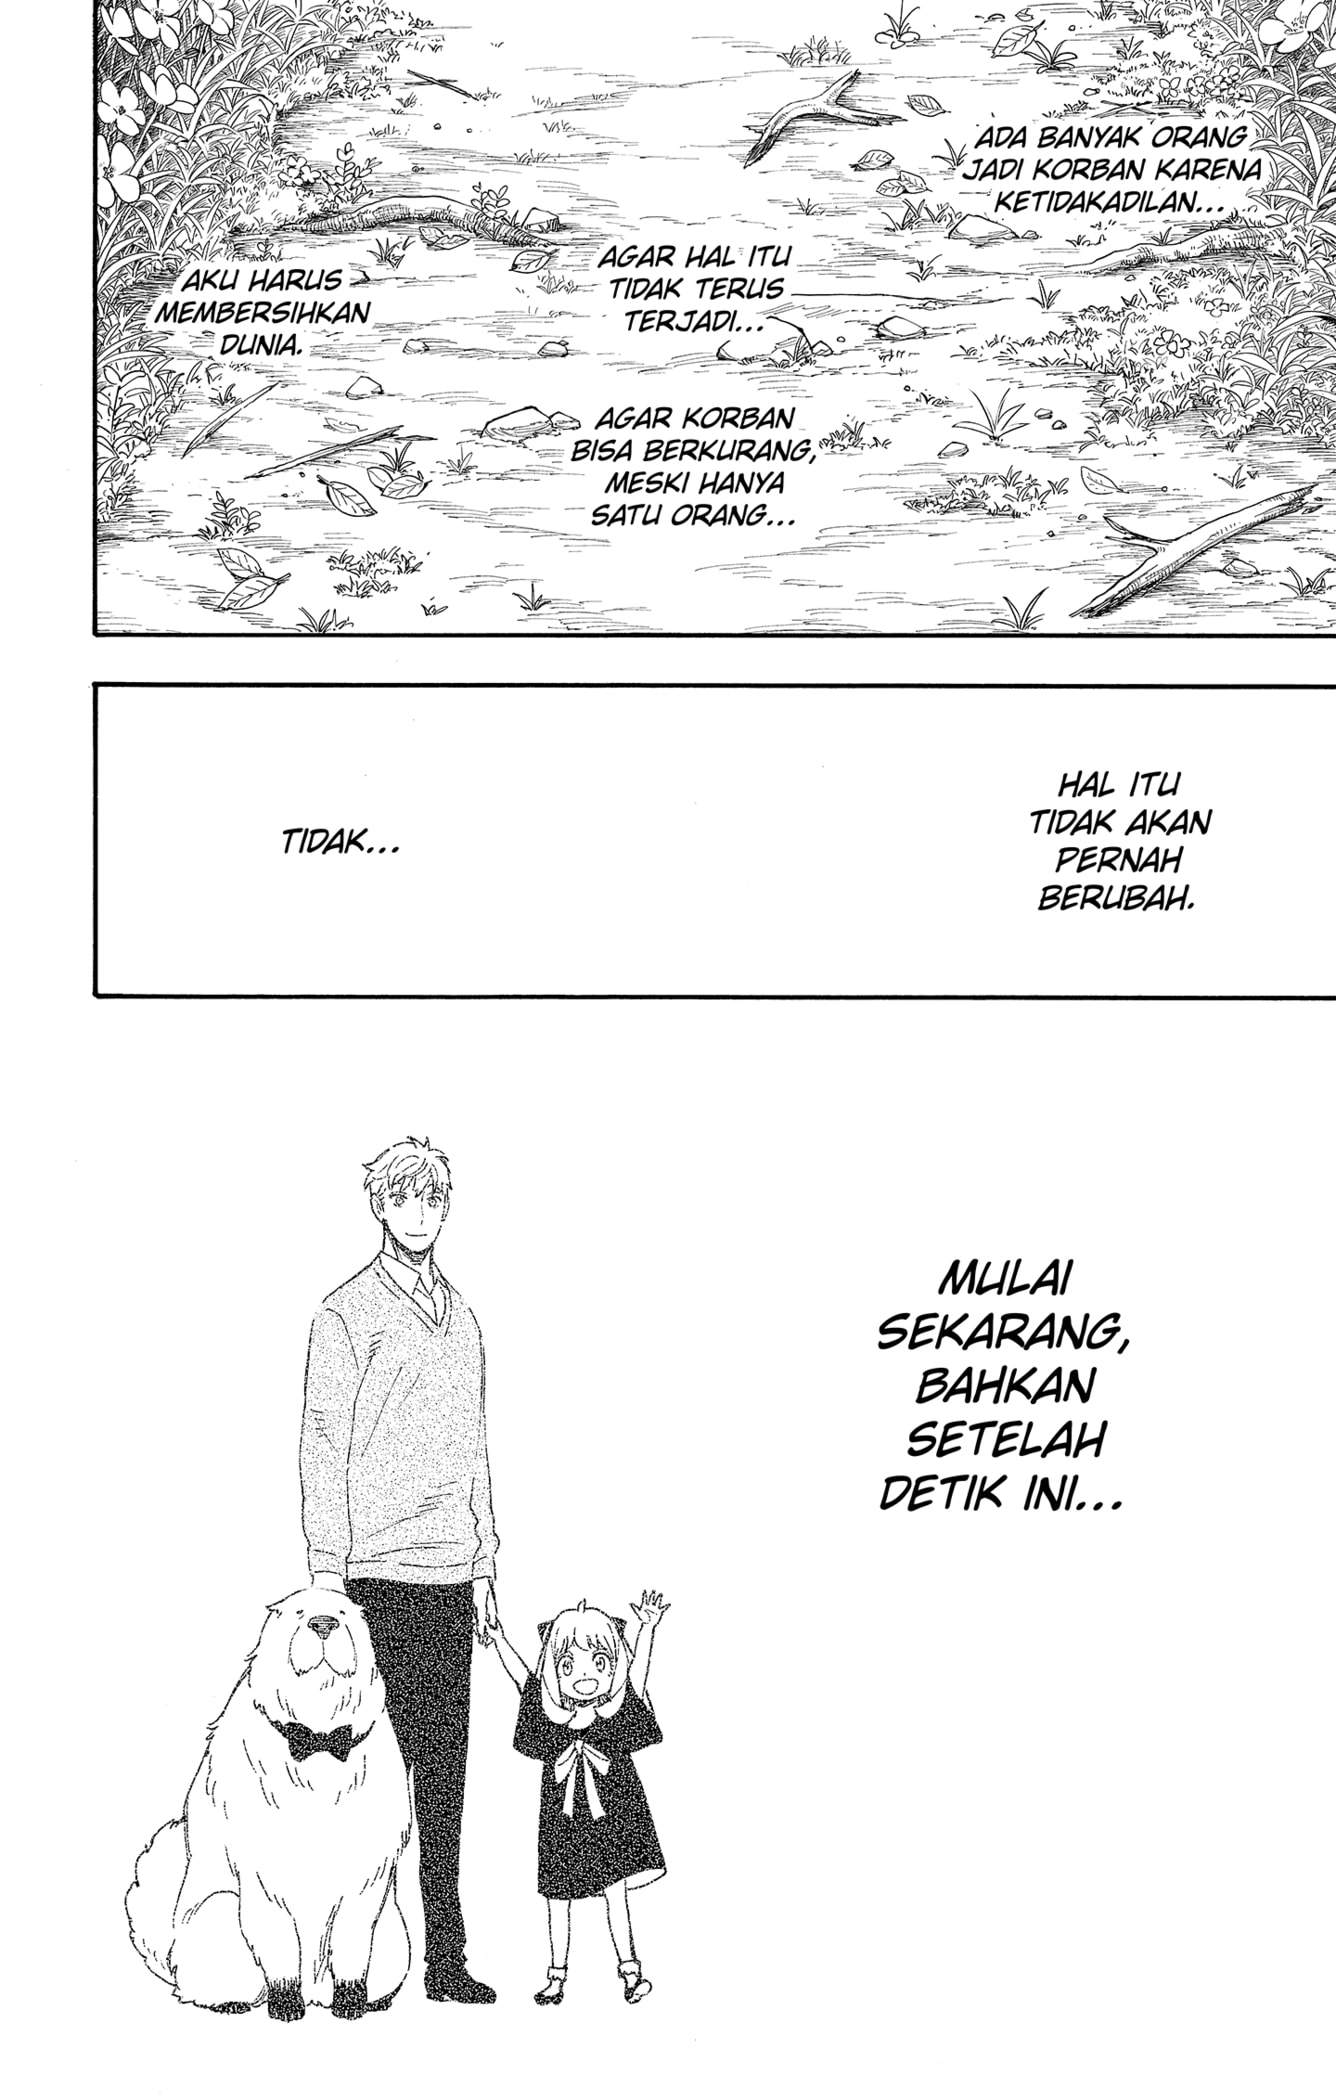 ADA BANYAK ORANG
JADI KORBAN KARENA
KETIDAKADILAN...
AGAR HAL ITU
TIDAK TERUS
TERJADI...
AGAR KORBAN
BISA BERKURANG,
MESKI HANYA
SATU ORANG...
AKU HARUS
MEMBERSIHKAN
DUNIA.
HAL ITU
TIDAK AKAN
PERNAH
BERUBAH.
TIDAK...
MULAI
SEKARANG,
BAHKAN
SETELAH
DETIK INI...